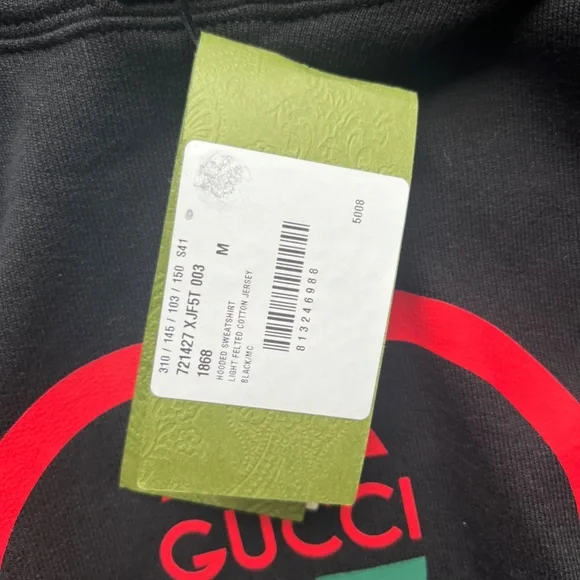 310 / 145 / 103 / 150 S41
721427 XJF5T 003
1868 M
HOODED SWEATSHIRT
LIGHT FELTED COTTON JERSEY
BLACK/MC
813246988
5008
GUCCI